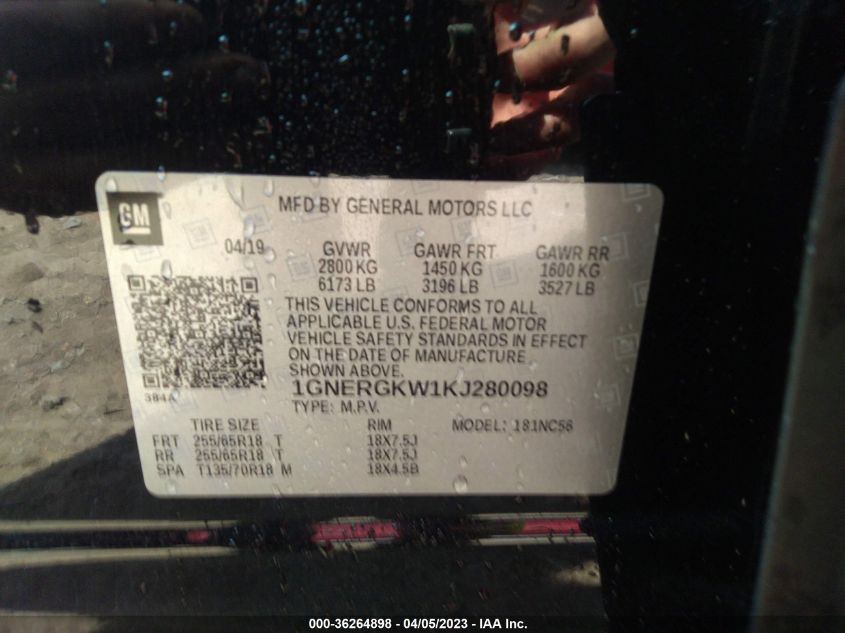 GM
MFD BY GENERAL MOTORS LLC
04/19 GVWR GAWR FRT GAWR RR
2800 KG 1450 KG 1600 KG
6173 LB 3196 LB 3527 LB
THIS VEHICLE CONFORMS TO ALL
APPLICABLE U.S. FEDERAL MOTOR
VEHICLE SAFETY STANDARDS IN EFFECT
ON THE DATE OF MANUFACTURE
SHOWN ABOVE.
384A
1GNERGKW1KJ280098
TYPE: M.P.V.
TIRE SIZE RIM MODEL: 181NC56
FRT 255/65R18 T 18X7.5J
RR 255/65R18 T 18X7.5J
SPA T135/70R18 M 18X4.5B
000-36264898 - 04/05/2023 - IAA Inc.